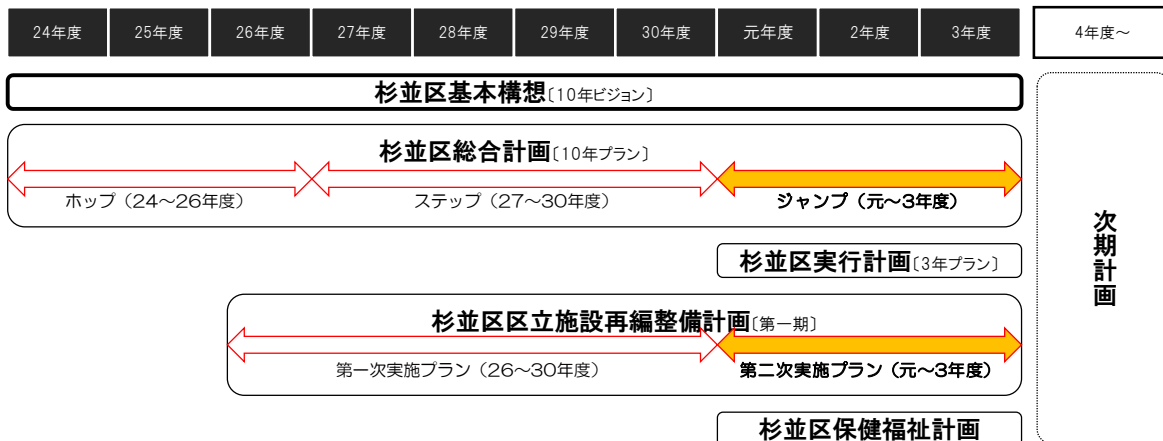 24年度 25年度 26年度 27年度 28年度 29年度 30年度 元年度 2年度 3年度 4年度～
杉並区基本構想〔10年ビジョン〕
杉並区総合計画〔10年プラン〕
ホップ（24～26年度） ステップ（27～30年度） ジャンプ（元～3年度）
杉並区実行計画〔3年プラン〕
杉並区区立施設再編整備計画〔第一期〕
第一次実施プラン（26～30年度） 第二次実施プラン（元～3年度）
杉並区保健福祉計画
次期計画